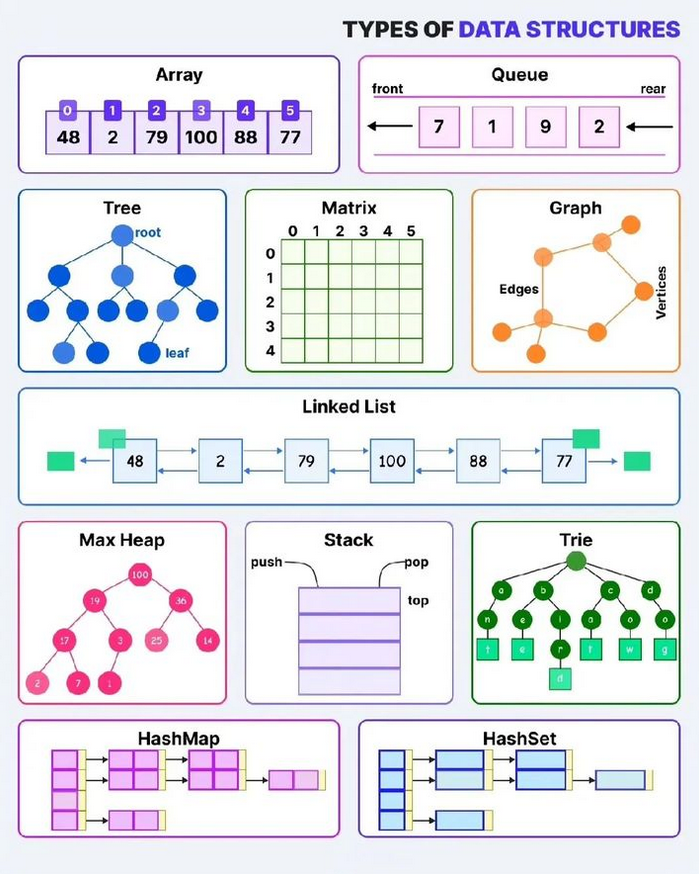 TYPES OF DATA STRUCTURES
Array
0 1 2 3 4 5
48 2 79 100 88 77
Queue
front rear
7 1 9 2
Tree
root
leaf
Matrix
0 1 2 3 4 5
0
1
2
3
4
Graph
Edges
Vertices
Linked List
48 2 79 100 88 77
Max Heap
100
19 36
17 3 25 14
2 7 1
Stack
push pop
top
Trie
a b c d
n e i a o o
t e r t w g
d
HashMap
HashSet